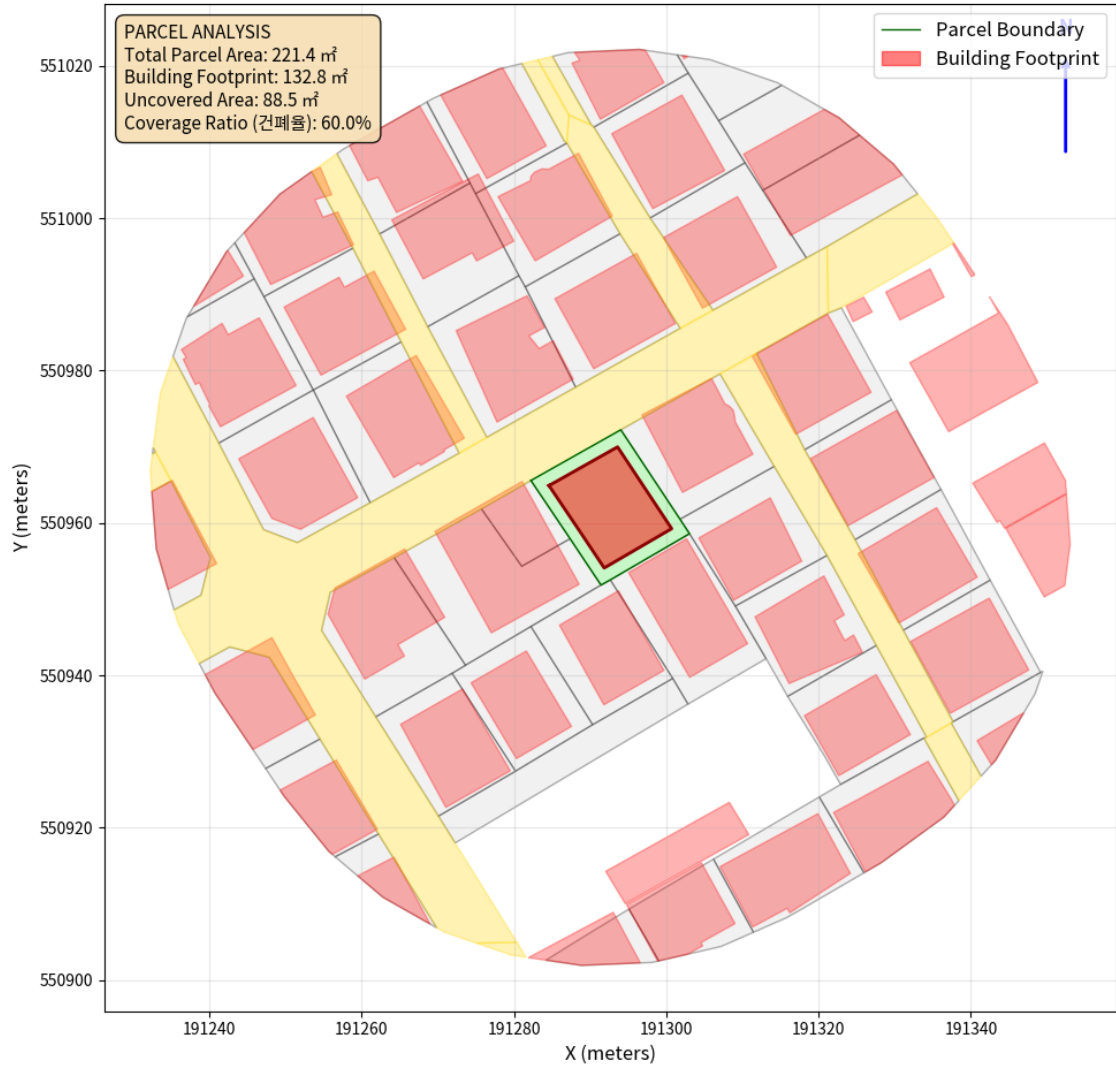 PARCEL ANALYSIS
Total Parcel Area: 221.4 ㎡
Building Footprint: 132.8 ㎡
Uncovered Area: 88.5 ㎡
Coverage Ratio (건폐율): 60.0%
Parcel Boundary
Building Footprint
N
551020
551000
550980
550960
550940
550920
550900
Y (meters)
191240 191260 191280 191300 191320 191340
X (meters)